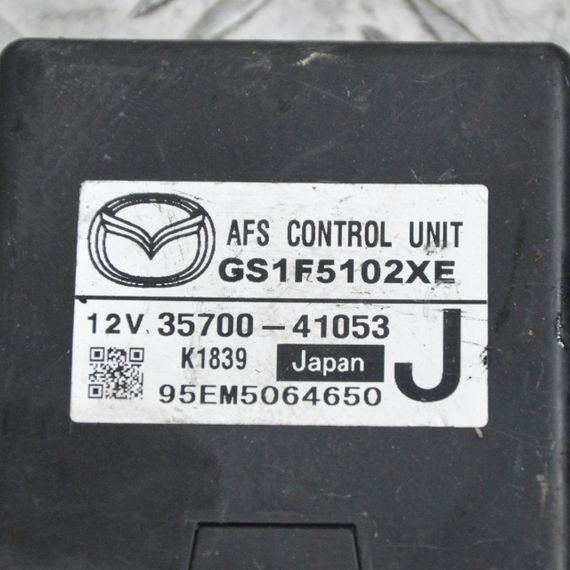 AFS CONTROL UNIT
GS1F5102XE
12V. 35700-41053
K1839 Japan J
95EM5064650